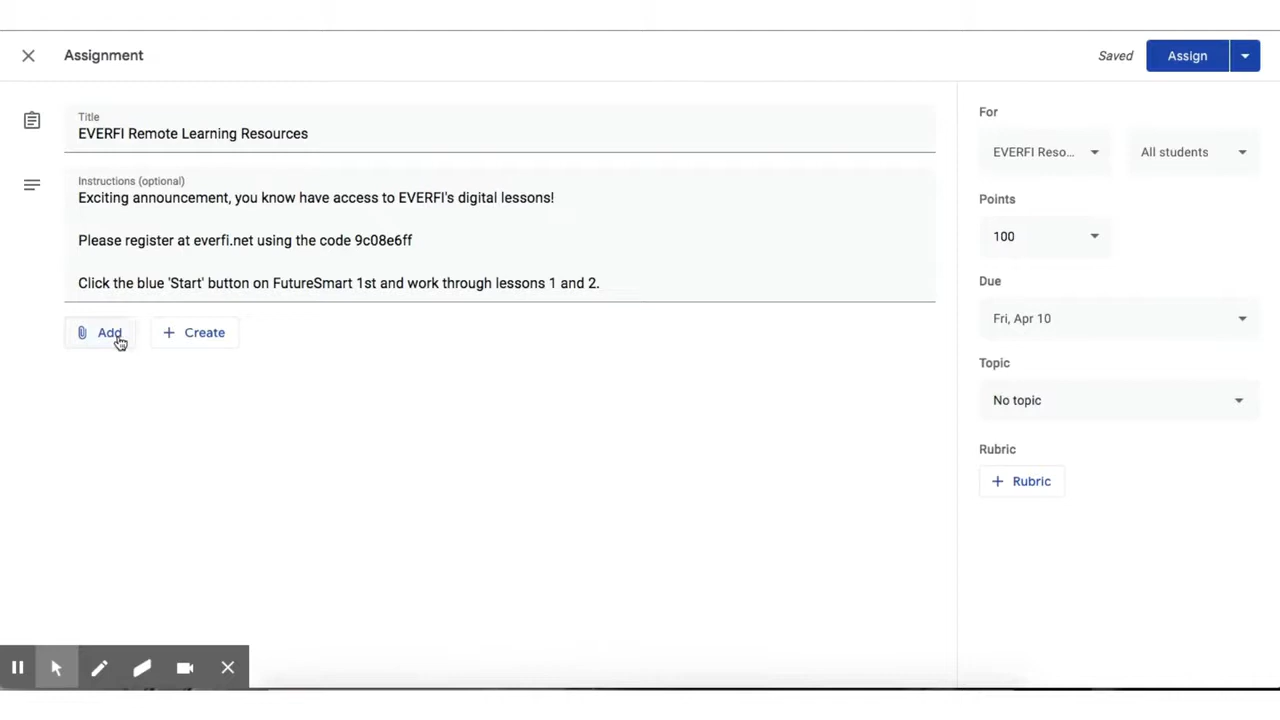 Assignment
Saved
Assign
Title
EVERFI Remote Learning Resources
Instructions (optional)
Exciting announcement, you know have access to EVERFI's digital lessons!
Please register at everfi.net using the code 9c08e6ff
Click the blue 'Start' button on FutureSmart 1st and work through lessons 1 and 2.
Add
+ Create
For
EVERFI Reso...
All students
Points
100
Due
Fri, Apr 10
Topic
No topic
Rubric
+ Rubric